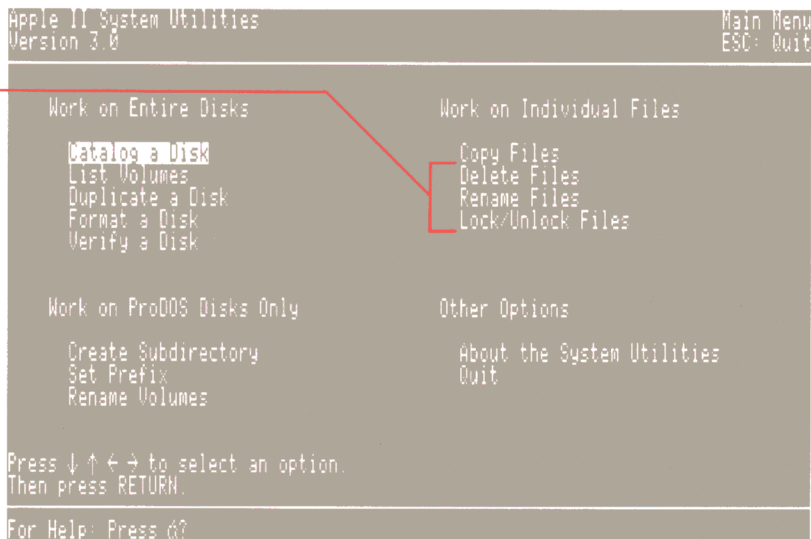 Apple II System Utilities
Version 3.0
Main Menu
ESC: Quit
Work on Entire Disks
Catalog a Disk
List Volumes
Duplicate a Disk
Format a Disk
Verify a Disk
Work on Individual Files
Copy Files
Delete Files
Rename Files
Lock/Unlock Files
Work on ProDOS Disks Only
Create Subdirectory
Set Prefix
Rename Volumes
Other Options
About the System Utilities
Quit
Press ↓ ↑ ← → to select an option.
Then press RETURN.
For Help: Press ?